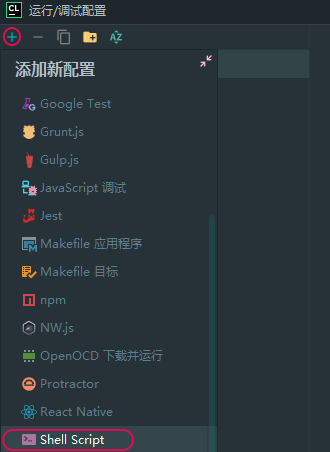 CL 运行/调试配置
添加新配置
Google Test
Grunt.js
Gulp.js
JavaScript 调试
Jest
Makefile 应用程序
Makefile 目标
npm
NW.js
OpenOCD 下载并运行
Protractor
React Native
Shell Script